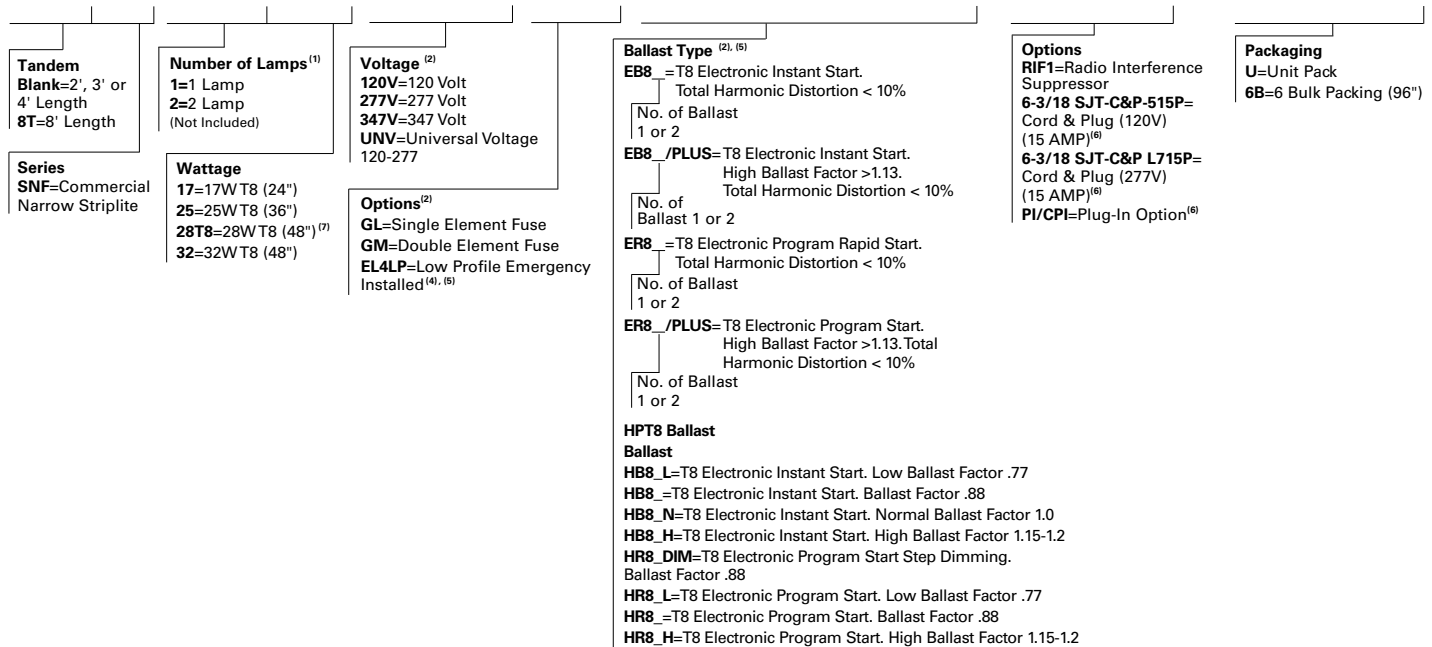 Tandem
Blank=2', 3' or
4' Length
8T=8' Length
Series
SNF=Commercial
Narrow Striplite
Number of Lamps(1)
1=1 Lamp
2=2 Lamp
(Not Included)
Wattage
17=17W T8 (24")
25=25W T8 (36")
28T8=28W T8 (48")(7)
32=32W T8 (48")
Voltage (2)
120V=120 Volt
277V=277 Volt
347V=347 Volt
UNV=Universal Voltage
120-277
Options(2)
GL=Single Element Fuse
GM=Double Element Fuse
EL4LP=Low Profile Emergency
Installed(4), (5)
Ballast Type (2), (5)
EB8_=T8 Electronic Instant Start.
Total Harmonic Distortion < 10%
No. of Ballast
1 or 2
EB8_/PLUS=T8 Electronic Instant Start.
High Ballast Factor >1.13.
Total Harmonic Distortion < 10%
No. of
Ballast 1 or 2
ER8_=T8 Electronic Program Rapid Start.
Total Harmonic Distortion < 10%
No. of Ballast
1 or 2
ER8_/PLUS=T8 Electronic Program Start.
High Ballast Factor >1.13. Total
Harmonic Distortion < 10%
No. of Ballast
1 or 2
HPT8 Ballast
Ballast
HB8_L=T8 Electronic Instant Start. Low Ballast Factor .77
HB8_=T8 Electronic Instant Start. Ballast Factor .88
HB8_N=T8 Electronic Instant Start. Normal Ballast Factor 1.0
HB8_H=T8 Electronic Instant Start. High Ballast Factor 1.15-1.2
HR8_DIM=T8 Electronic Program Start Step Dimming.
Ballast Factor .88
HR8_L=T8 Electronic Program Start. Low Ballast Factor .77
HR8_=T8 Electronic Program Start. Ballast Factor .88
HR8_H=T8 Electronic Program Start. High Ballast Factor 1.15-1.2
Options
RIF1=Radio Interference
Suppressor
6-3/18 SJT-C&P-515P=
Cord & Plug (120V)
(15 AMP)(6)
6-3/18 SJT-C&P L715P=
Cord & Plug (277V)
(15 AMP)(6)
PI/CPI=Plug-In Option(6)
Packaging
U=Unit Pack
6B=6 Bulk Packing (96")